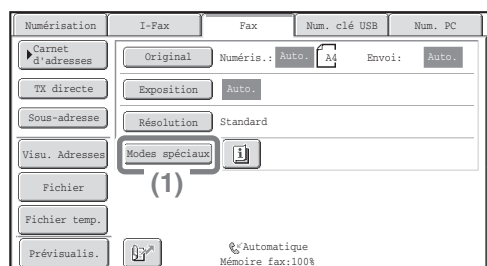 Numérisation I-Fax Fax Num. clé USB Num. PC
Carnet
d'adresses
Original Numéris.: Auto. A4 Envoi: Auto.
TX directe
Exposition Auto.
Sous-adresse
Résolution Standard
Visu. Adresses
Modes spéciaux
(1)
Fichier
Fichier temp.
Prévisualis.
Automatique
Mémoire fax:100%